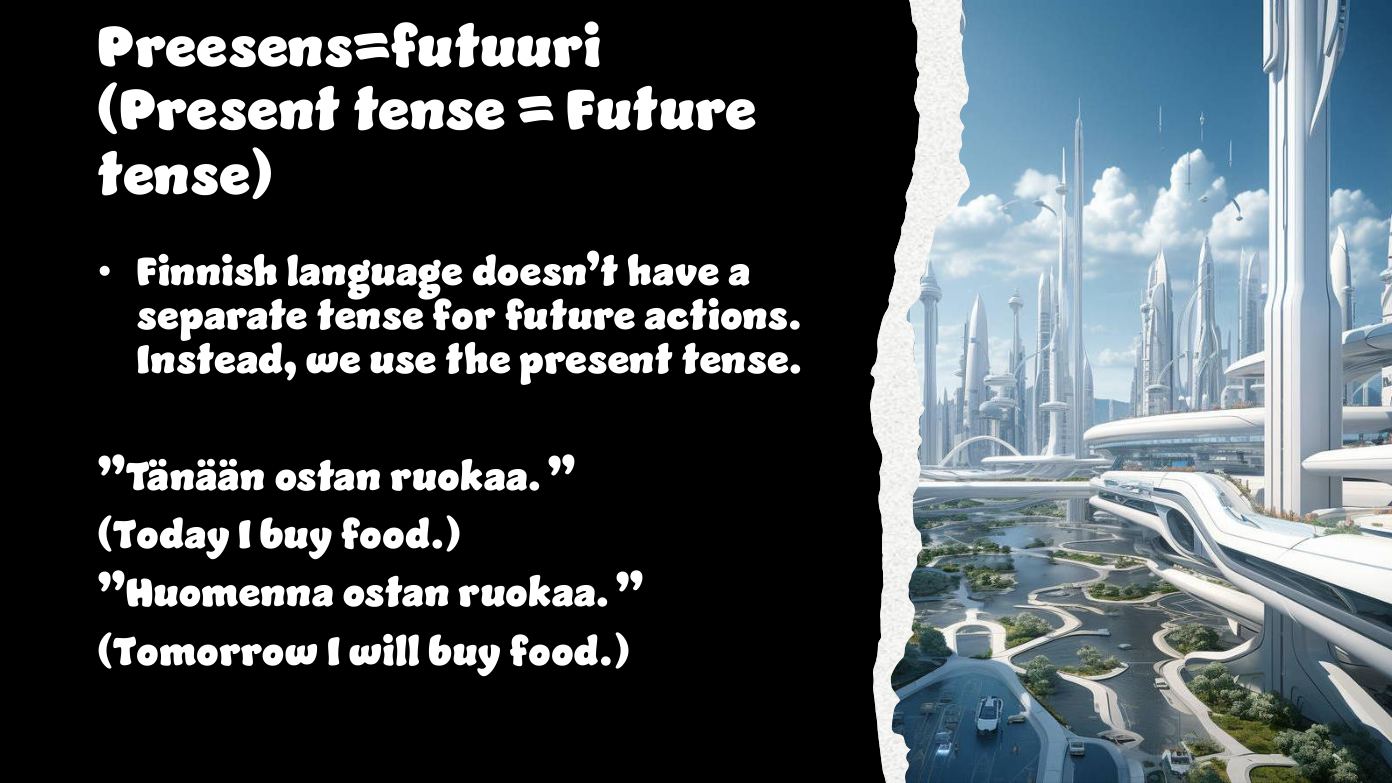 Preesens=futuuri
(Present tense = Future
tense)
• Finnish language doesn’t have a
separate tense for future actions.
Instead, we use the present tense.
”Tänään ostan ruokaa. ”
(Today I buy food.)
”Huomenna ostan ruokaa. ”
(Tomorrow I will buy food.)